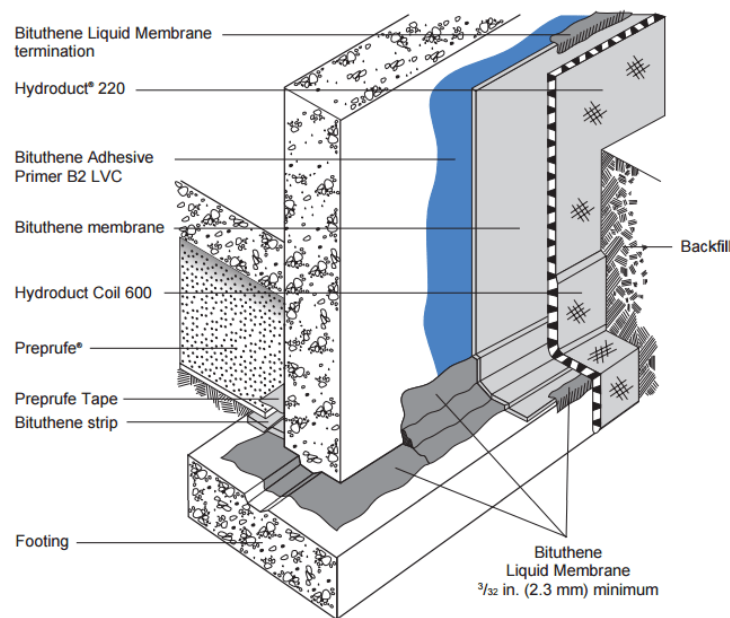 Bituthene Liquid Membrane
termination
Hydroduct® 220
Bituthene Adhesive
Primer B2 LVC
Bituthene membrane
Hydroduct Coil 600
Preprufe®
Preprufe Tape
Bituthene strip
Footing
Backfill
Bituthene
Liquid Membrane
3/32 in. (2.3 mm) minimum